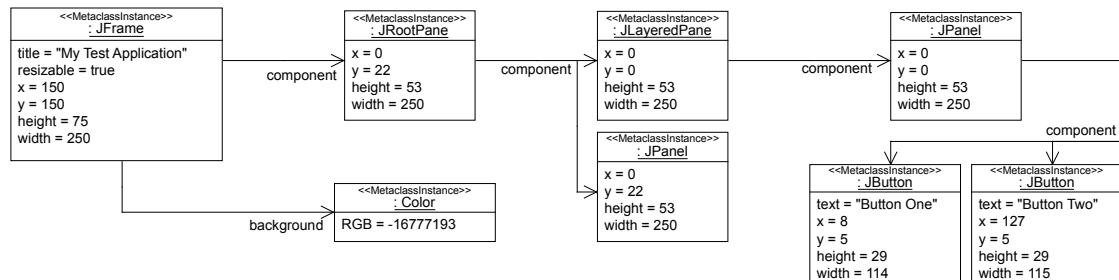 <<MetaclassInstance>>
: JFrame
title = "My Test Application"
resizable = true
x = 150
y = 150
height = 75
width = 250
component
<<MetaclassInstance>>
: JRootPane
x = 0
y = 22
height = 53
width = 250
component
<<MetaclassInstance>>
: JLayeredPane
x = 0
y = 0
height = 53
width = 250
component
<<MetaclassInstance>>
: JPanel
x = 0
y = 0
height = 53
width = 250
component
<<MetaclassInstance>>
: JPanel
x = 0
y = 22
height = 53
width = 250
background
<<MetaclassInstance>>
: Color
RGB = -16777193
<<MetaclassInstance>>
: JButton
text = "Button One"
x = 8
y = 5
height = 29
width = 114
<<MetaclassInstance>>
: JButton
text = "Button Two"
x = 127
y = 5
height = 29
width = 115